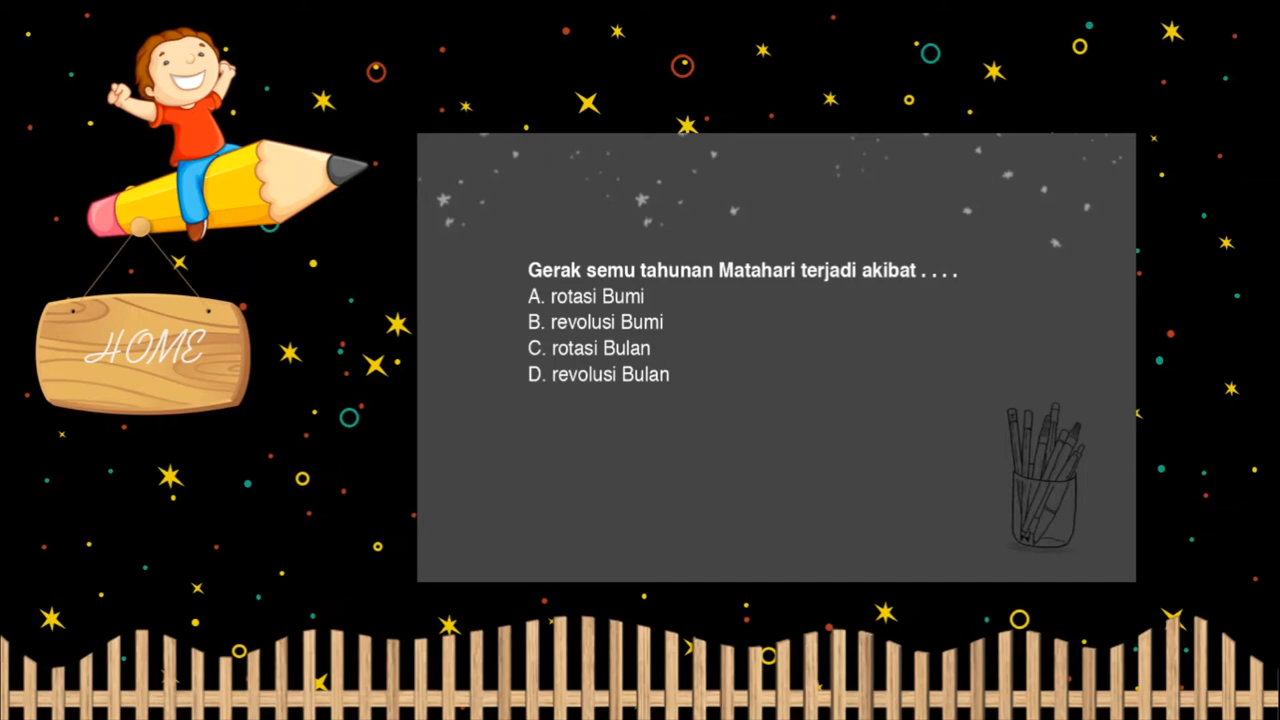 HOME
Gerak semu tahunan Matahari terjadi akibat . . . .
A. rotasi Bumi
B. revolusi Bumi
C. rotasi Bulan
D. revolusi Bulan